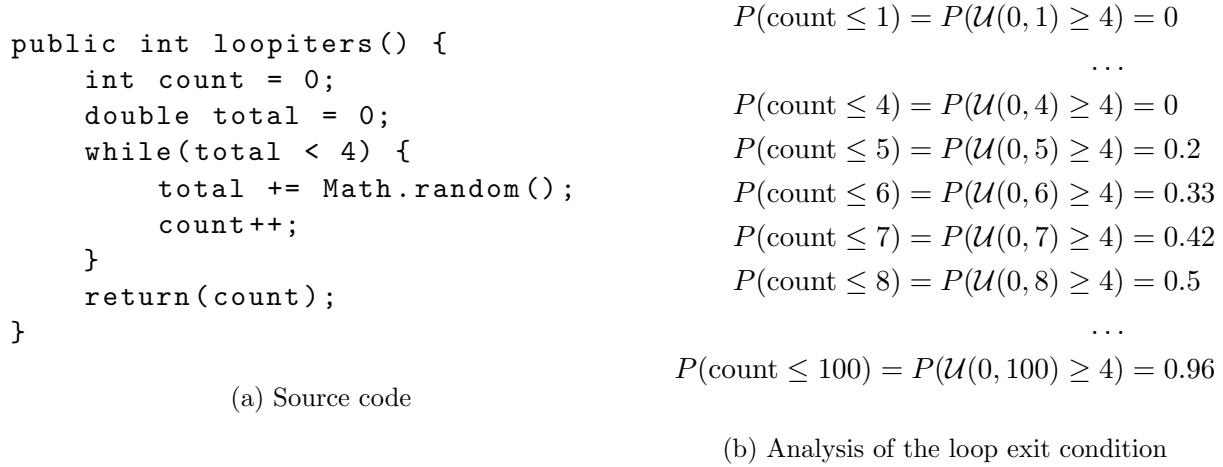 public int loopiters() {
    int count = 0;
    double total = 0;
    while(total < 4) {
        total += Math.random();
        count++;
    }
    return(count);
}
(a) Source code
P(count ≤ 1) = P(𝒰(0, 1) ≥ 4) = 0
. . .
P(count ≤ 4) = P(𝒰(0, 4) ≥ 4) = 0
P(count ≤ 5) = P(𝒰(0, 5) ≥ 4) = 0.2
P(count ≤ 6) = P(𝒰(0, 6) ≥ 4) = 0.33
P(count ≤ 7) = P(𝒰(0, 7) ≥ 4) = 0.42
P(count ≤ 8) = P(𝒰(0, 8) ≥ 4) = 0.5
. . .
P(count ≤ 100) = P(𝒰(0, 100) ≥ 4) = 0.96
(b) Analysis of the loop exit condition